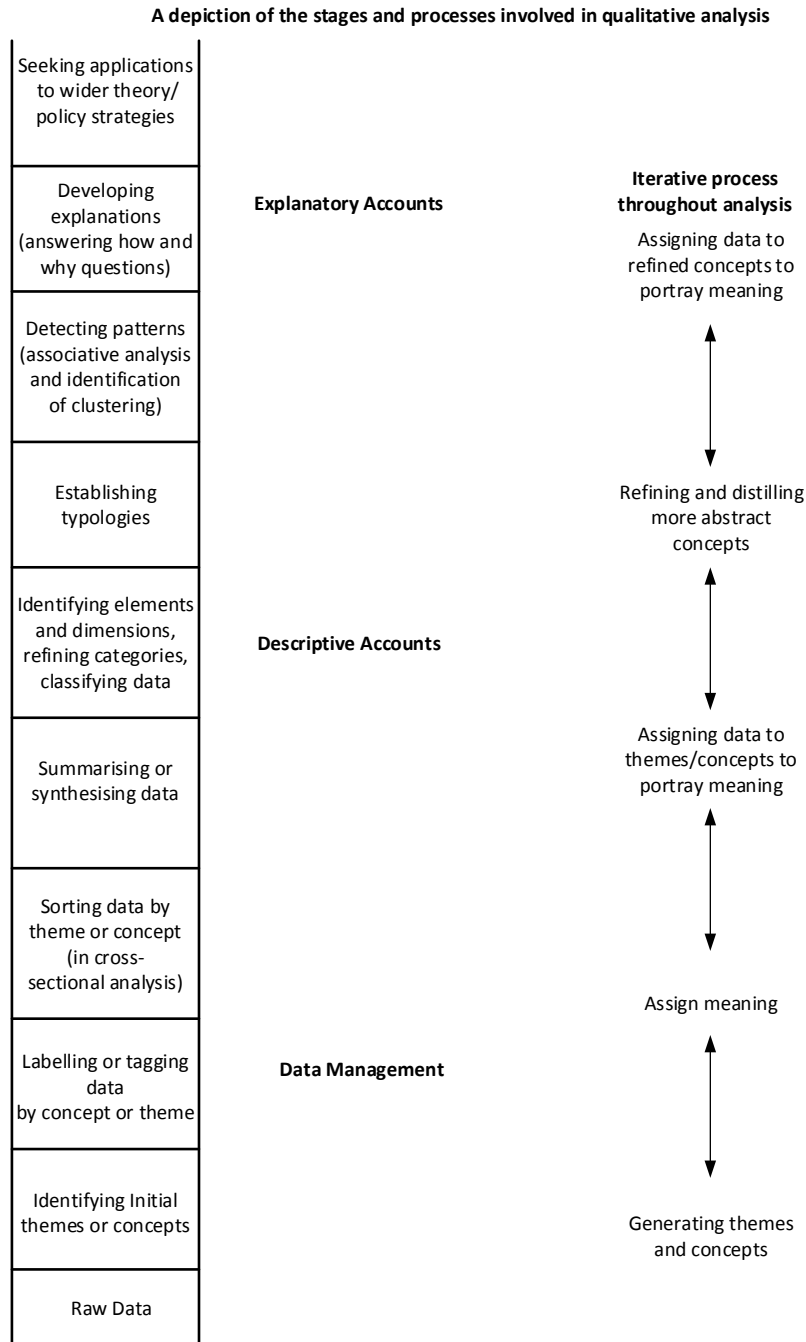 A depiction of the stages and processes involved in qualitative analysis
Seeking applications
to wider theory/
policy strategies
Developing
explanations
(answering how and
why questions)
Detecting patterns
(associative analysis
and identification
of clustering)
Establishing
typologies
Identifying elements
and dimensions,
refining categories,
classifying data
Summarising or
synthesising data
Sorting data by
theme or concept
(in cross-
sectional analysis)
Labelling or tagging
data
by concept or theme
Identifying Initial
themes or concepts
Raw Data
Explanatory Accounts
Descriptive Accounts
Data Management
Iterative process
throughout analysis
Assigning data to
refined concepts to
portray meaning
Refining and distilling
more abstract
concepts
Assigning data to
themes/concepts to
portray meaning
Assign meaning
Generating themes
and concepts